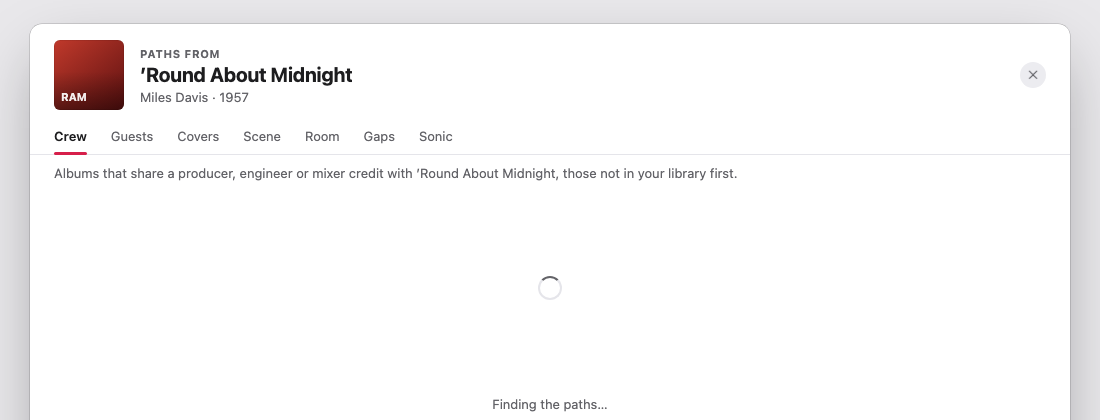 PATHS FROM
’Round About Midnight
Miles Davis · 1957
RAM
Crew Guests Covers Scene Room Gaps Sonic
Albums that share a producer, engineer or mixer credit with ’Round About Midnight, those not in your library first.
Finding the paths…